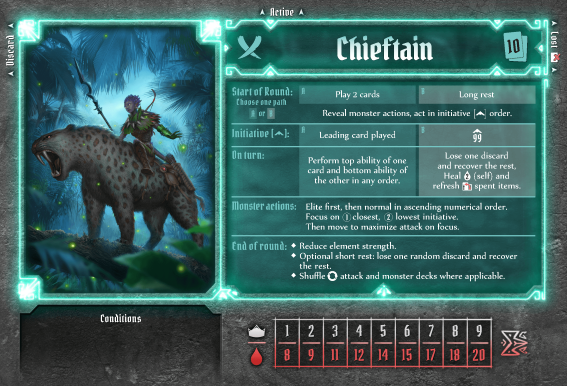 Active
Discard
Lost
Chieftain
10
Start of Round:
Choose one path
A or B
A Play 2 cards
B Long rest
Reveal monster actions, act in initiative [ ] order.
Initiative [ ]:
A Leading card played
B 99
On turn:
Perform top ability of one
card and bottom ability of
the other in any order.
Lose one discard
and recover the rest,
Heal 2 (self) and
refresh spent items.
Monster actions:
Elite first, then normal in ascending numerical order.
Focus on ① closest, ② lowest initiative.
Then move to maximize attack on focus.
End of round:
◆ Reduce element strength.
◆ Optional short rest: lose one random discard and recover
the rest.
◆ Shuffle attack and monster decks where applicable.
Conditions
1 2 3 4 5 6 7 8 9
8 9 11 12 14 15 17 18 20